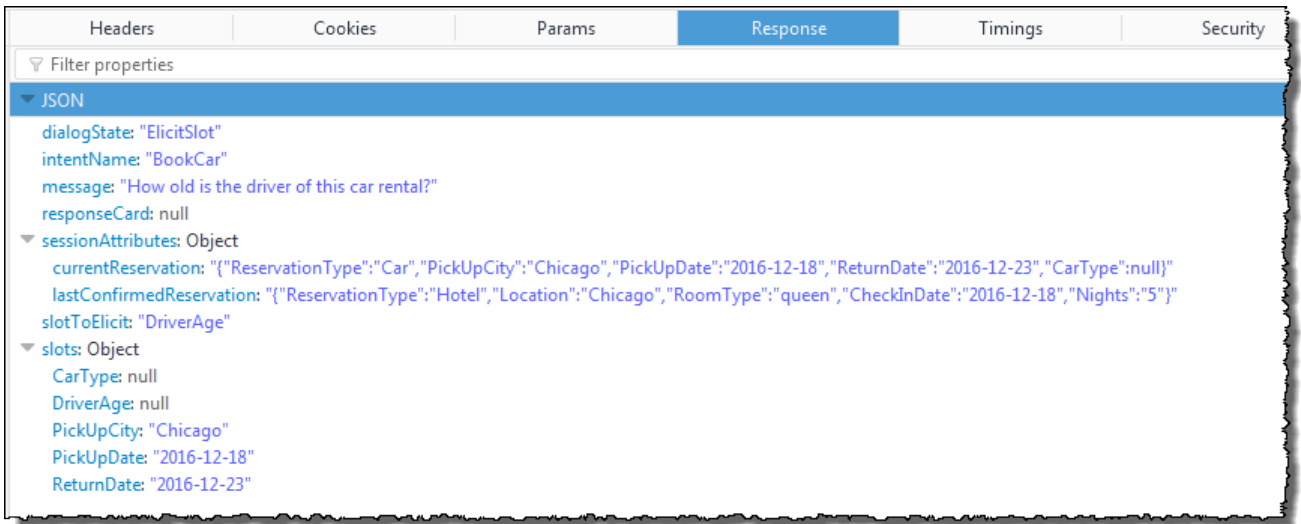 Headers Cookies Params Response Timings Security
Filter properties
JSON
dialogState: "ElicitSlot"
intentName: "BookCar"
message: "How old is the driver of this car rental?"
responseCard: null
sessionAttributes: Object
currentReservation: "{"ReservationType":"Car","PickUpCity":"Chicago","PickUpDate":"2016-12-18","ReturnDate":"2016-12-23","CarType":null}"
lastConfirmedReservation: "{"ReservationType":"Hotel","Location":"Chicago","RoomType":"queen","CheckInDate":"2016-12-18","Nights":"5"}"
slotToElicit: "DriverAge"
slots: Object
CarType: null
DriverAge: null
PickUpCity: "Chicago"
PickUpDate: "2016-12-18"
ReturnDate: "2016-12-23"